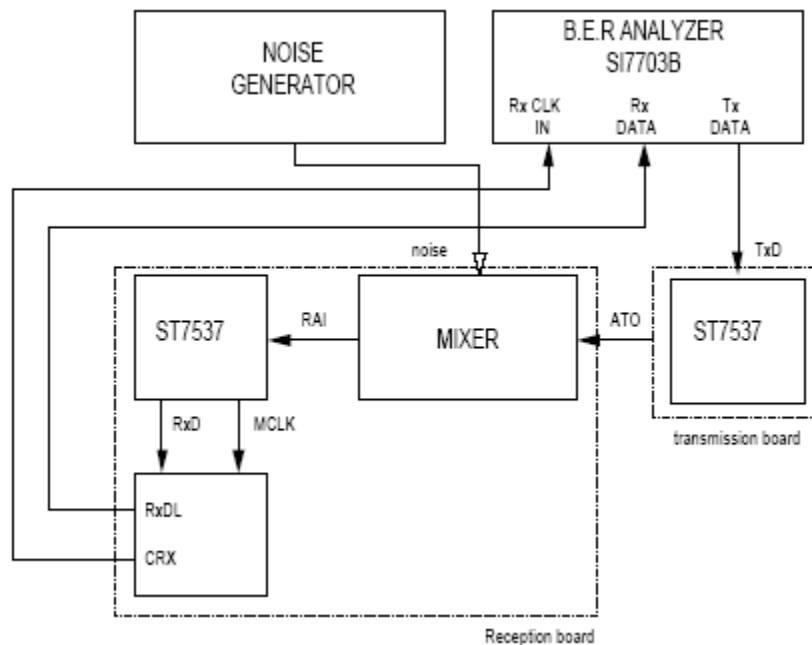 NOISE
GENERATOR
B.E.R ANALYZER
SI7703B
Rx CLK
IN
Rx
DATA
Tx
DATA
noise
TxD
ST7537
RAI
MIXER
ATO
ST7537
RxD
MCLK
transmission board
RxDL
CRX
Reception board